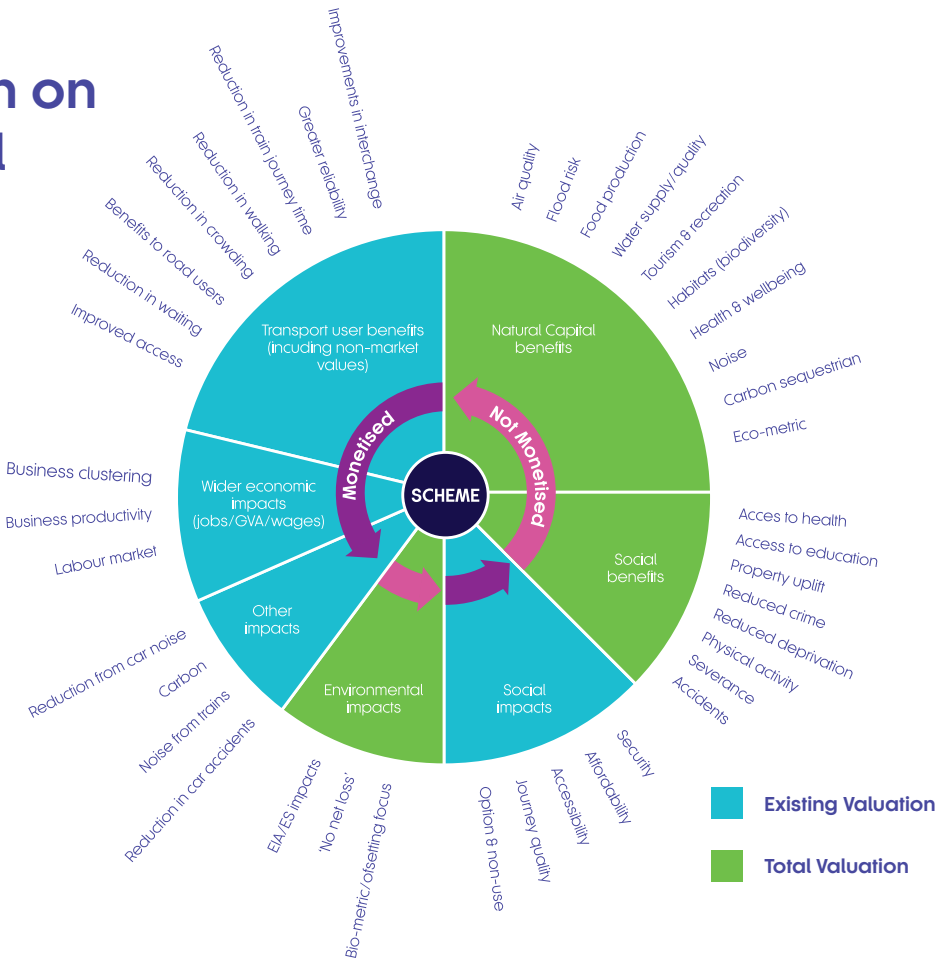 n on
Improvements in interchange
Greater reliability
Reduction in train journey time
Reduction in walking
Reduction in crowding
Benefits to road users
Reduction in waiting
Improved access
Air quality
Flood risk
Food production
Water supply/quality
Tourism & recreation
Habitats (biodiversity)
Health & wellbeing
Noise
Carbon sequestrian
Eco-metric
Transport user benefits
(incuding non-market
values)
Natural Capital
benefits
Monetised
Not Monetised
SCHEME
Business clustering
Business productivity
Labour market
Wider economic
impacts
(jobs/GVA/wages)
Social
benefits
Acces to health
Access to education
Property uplift
Reduced crime
Reduced deprivation
Physical activity
Severance
Accidents
Other
impacts
Reduction from car noise
Carbon
Noise from trains
Reduction in car accidents
Environmental
impacts
Social
impacts
EIA/ES impacts
'No net loss'
Bio-metric/ofsetting focus
Option & non-use
Journey quality
Accessibility
Affordability
Security
Existing Valuation
Total Valuation